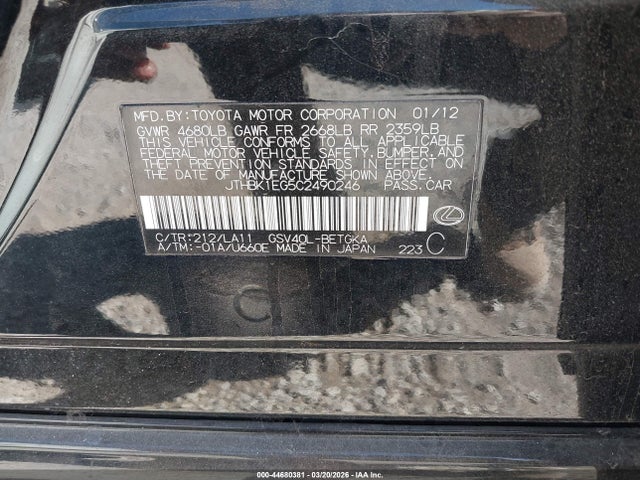 MFD.BY:TOYOTA MOTOR CORPORATION 01/12
GVWR 4680LB GAWR FR 2668LB RR 2359LB
THIS VEHICLE CONFORMS TO ALL APPLICABLE
FEDERAL MOTOR VEHICLE SAFETY,BUMPER,AND
THEFT PREVENTION STANDARDS IN EFFECT ON
THE DATE OF MANUFACTURE SHOWN ABOVE.
JTHBK1EG5C2490246 PASS.CAR
C/TR:212/LA11 GSV40L-BETGKA
A/TM:-01A/U660E MADE IN JAPAN 223 C
000-44680381 - 03/20/2026 - IAAI.COM